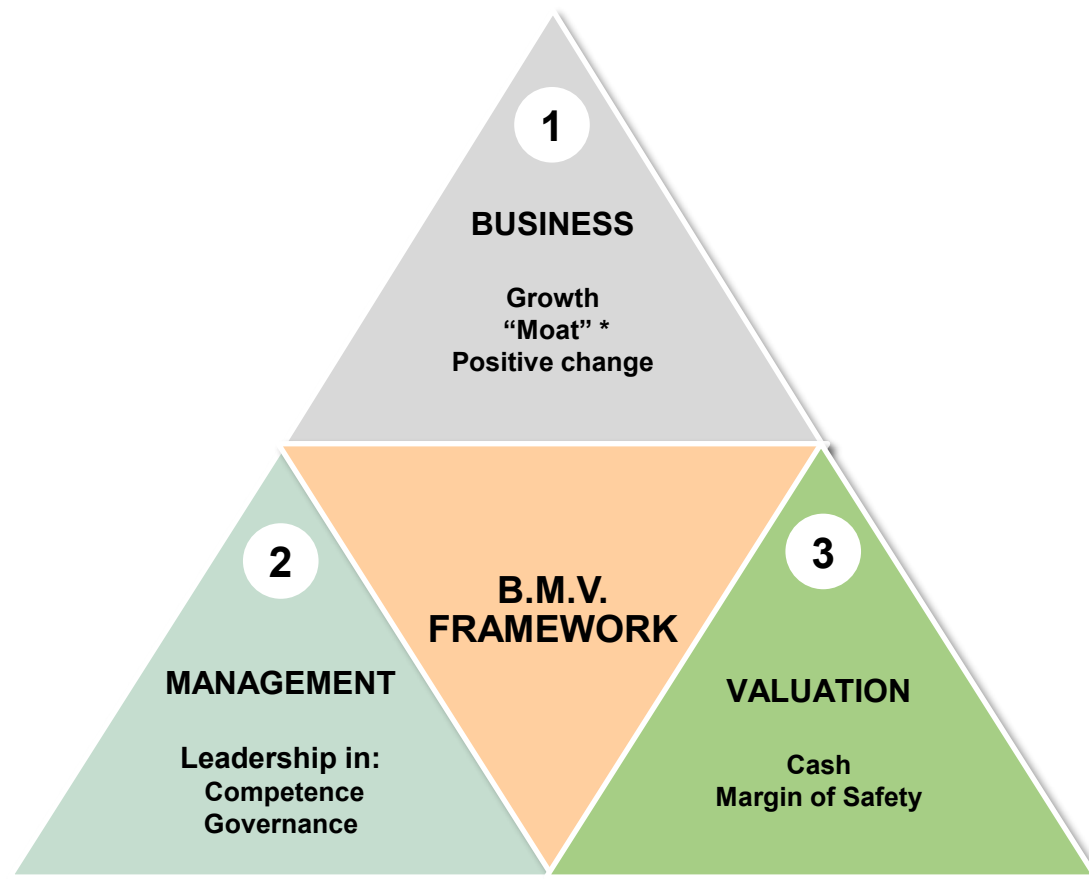 1
BUSINESS
Growth
“Moat” *
Positive change
2
MANAGEMENT
Leadership in:
Competence
Governance
B.M.V.
FRAMEWORK
3
VALUATION
Cash
Margin of Safety